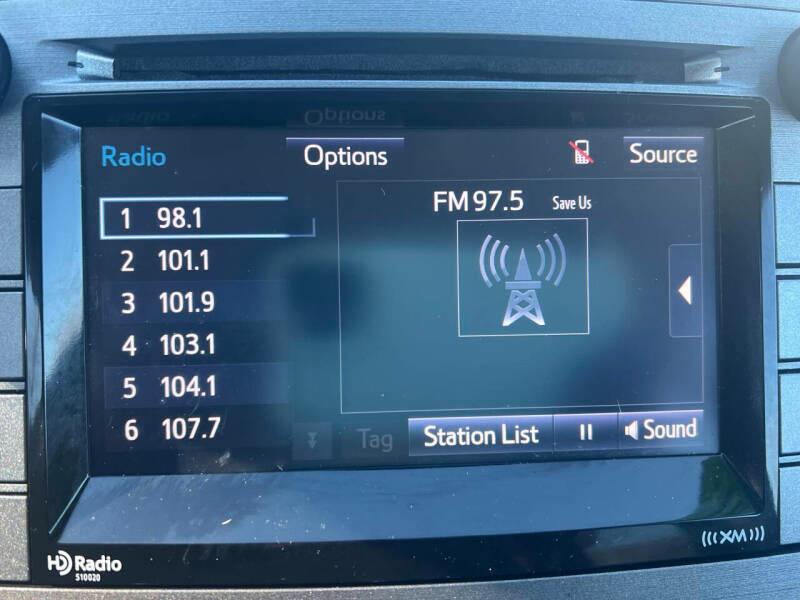 Radio
Options
Source
FM 97.5 Save Us
1 98.1
2 101.1
3 101.9
4 103.1
5 104.1
6 107.7
Tag
Station List
Sound
HD Radio
510020
XM